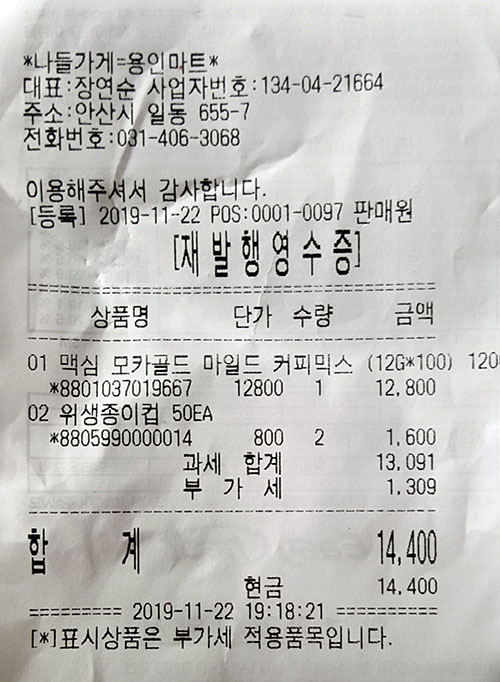 *나들가게=용인마트*
대표:장연순 사업자번호:134-04-21664
주소:안산시 일동 655-7
전화번호:031-406-3068
이용해주셔서 감사합니다.
[등록] 2019-11-22 POS:0001-0097 판매원
[재 발 행 영 수 증]
상품명 단가 수량 금액
01 맥심 모카골드 마일드 커피믹스 (12G*100) 120
*8801037019667 12800 1 12,800
02 위생종이컵 50EA
*8805990000014 800 2 1,600
과세 합계 13,091
부 가 세 1,309
합 계 14,400
현금 14,400
========= 2019-11-22 19:18:21 ==========
[*]표시상품은 부가세 적용품목입니다.